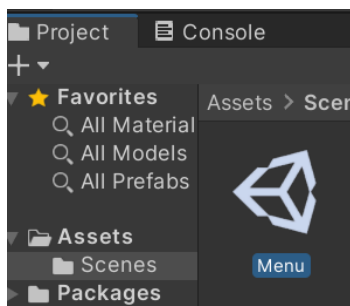 Project Console
Favorites
All Material
All Models
All Prefabs
Assets
Scenes
Packages
Assets > Scen
Menu